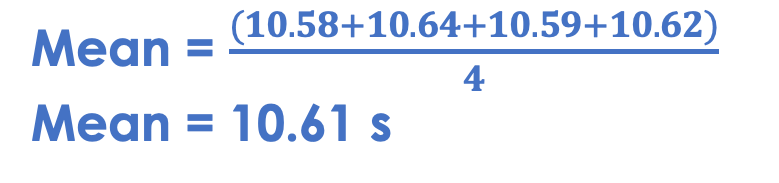 Mean = (10.58+10.64+10.59+10.62)
4
Mean = 10.61 s